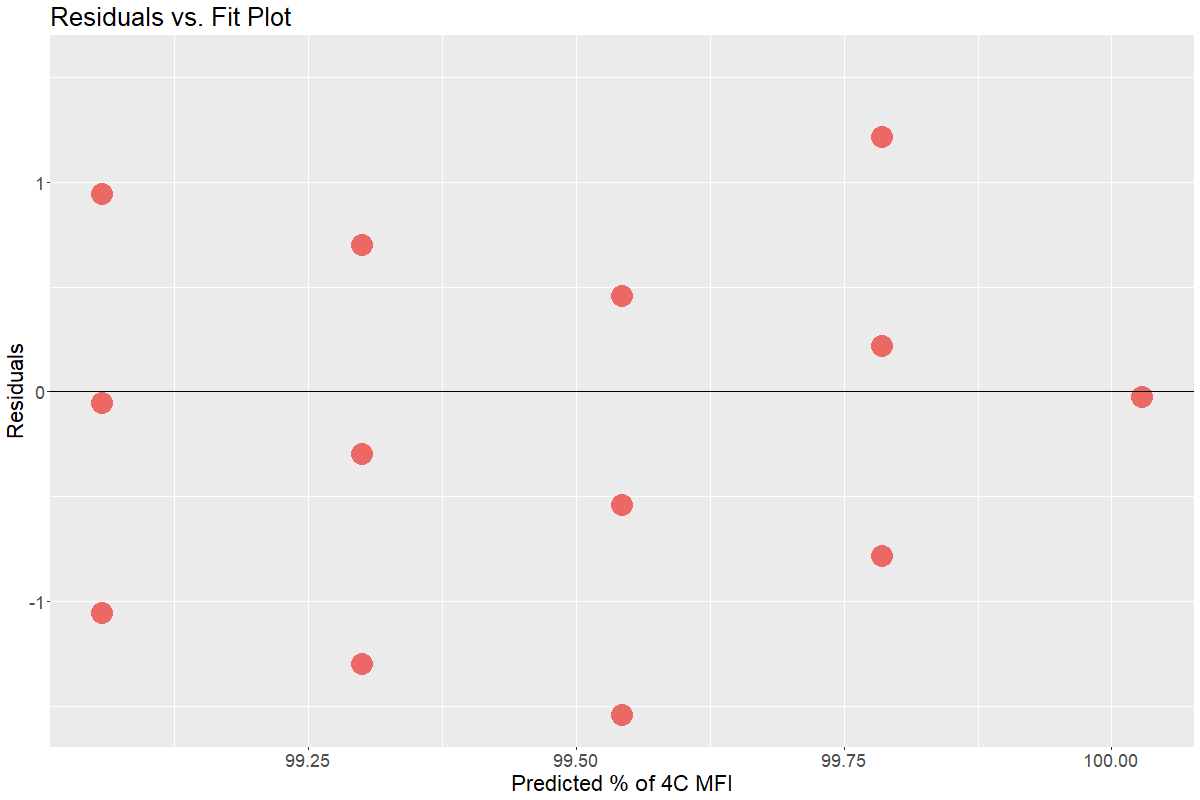 Residuals vs. Fit Plot
Residuals
1
0
-1
99.25
99.50
99.75
100.00
Predicted % of 4C MFI